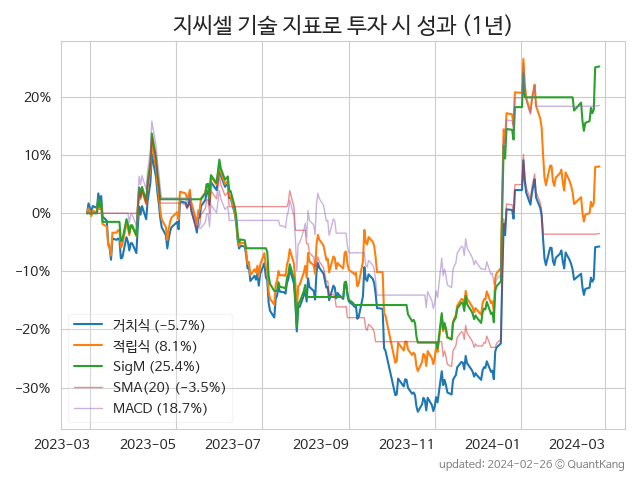 지씨셀 기술 지표로 투자 시 성과 (1년)
20%
10%
0%
−10%
−20%
−30%
거치식 (−5.7%)
적립식 (8.1%)
SigM (25.4%)
SMA(20) (−3.5%)
MACD (18.7%)
2023-03
2023-05
2023-07
2023-09
2023-11
2024-01
2024-03
updated: 2024-02-26 ⓒ QuantKang